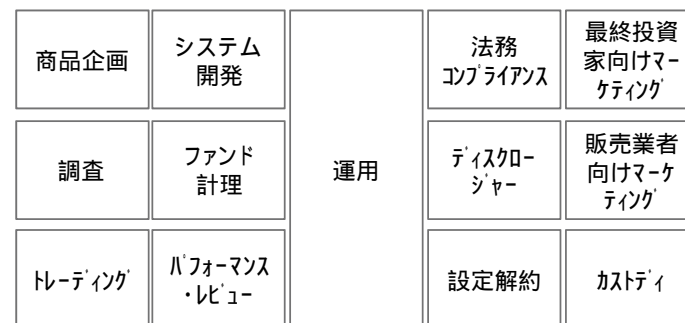 商品企画
システム
開発
法務
ｺﾝﾌﾟﾗｲｱﾝｽ
最終投資
家向けマー
ケティング
調査
ファンド
計理
運用
ディスクロー
ジャー
販売業者
向けマーケ
ティング
ﾄﾚｰﾃﾞｨﾝｸﾞ
ﾊﾟﾌｫｰﾏﾝｽ
・ﾚﾋﾞｭｰ
設定解約
ｶｽﾄﾃﾞｨ